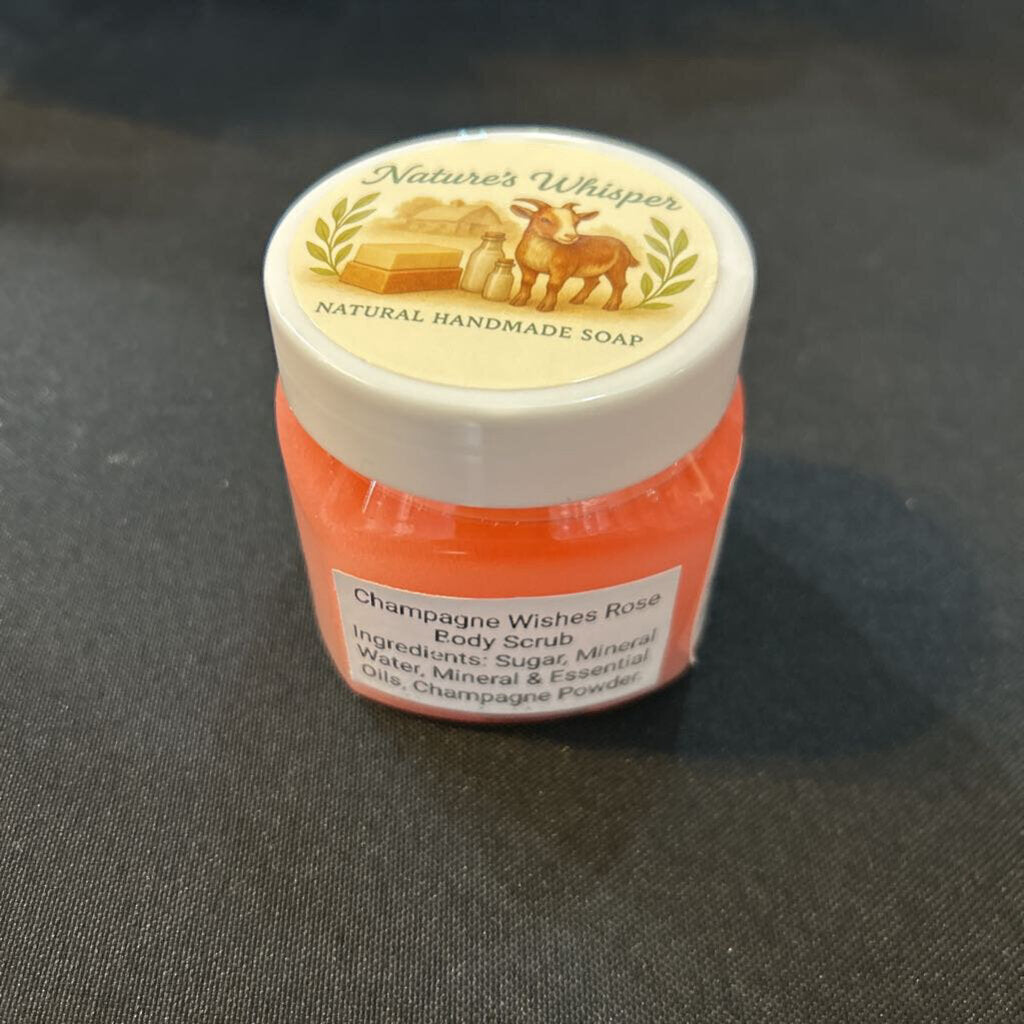 Nature's Whisper
NATURAL HANDMADE SOAP
Champagne Wishes Rose
Body Scrub
Ingredients: Sugar, Mineral
Water, Mineral & Essential
Oils, Champagne Powder.